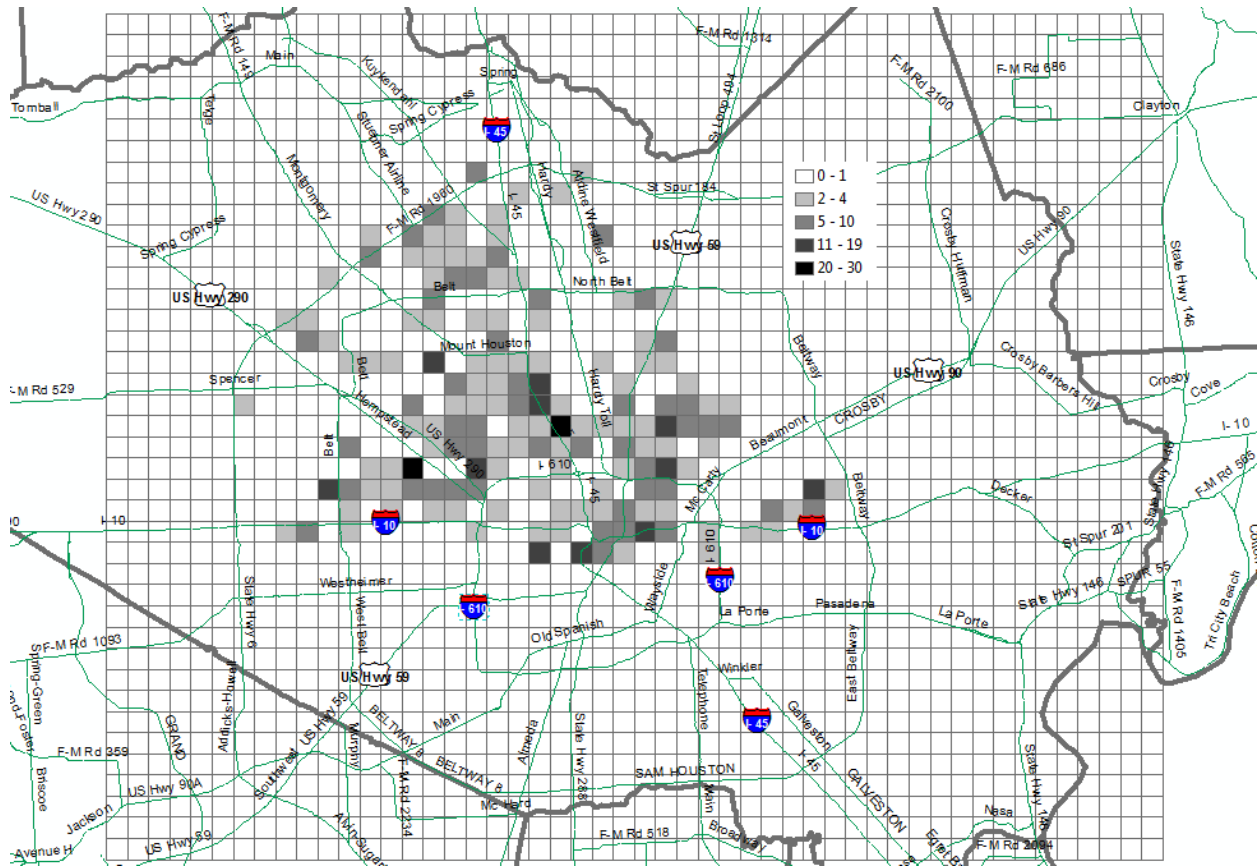 F-M Rd 1314
F-M Rd 149
Main
Kuykendahl
Spring
F-M Rd 686
F-M Rd 2100
St Loop 494
Tomball
Telge
Spring Cypress
Stuebner Airline
Clayton
I- 45
Montgomery
Hardy
Aldine Westfield
St Spur 184
0 - 1
2 - 4
5 - 10
11 - 19
20 - 30
US Hwy 290
F-M Rd 1960
I- 45
Spring Cypress
US Hwy 59
Crosby Huffman
US Hwy 90
State Hwy 146
US Hwy 290
Belt
North Belt
Mount Houston
Beltway
Belt
Spencer
F-M Rd 529
Hardy Toll
US Hwy 90
Crosby Barbers Hill
Crosby
Cove
Hempstead
Beaumont
CROSBY
US Hwy 290
Belt
I- 10
I- 610
I- 45
Mc Carty
Beltway
Decker
State Hwy 146
F-M Rd 565
I- 10
I- 10
I- 10
I- 610
St Spur 201
Westheimer
I- 610
I- 610
Wayside
State Hwy 6
West Belt
La Porte
Pasadena
La Porte
State Hwy 146
SPUR 55
F-M Rd 1405
Tri City Beach
F-M Rd 1093
Old Spanish
Spring-Green
US Hwy 59
Winkler
Telephone
East Beltway
Addicks-Howell
GRAND
Main
BELTWAY 8
Almeda
State Hwy 288
I- 45
Galveston
I- 45
F-M Rd 359
Southwest
US Hwy 59
Murphy
F-M Rd 2234
BELTWAY 8
SAM HOUSTON
GALVESTON
State Hwy 146
Briscoe
US Hwy 90A
Jackson
Mc Hard
Main
Nasa
Avenue H
US Hwy 59
F-M Rd 518
Broadway
F-M Rd 2094